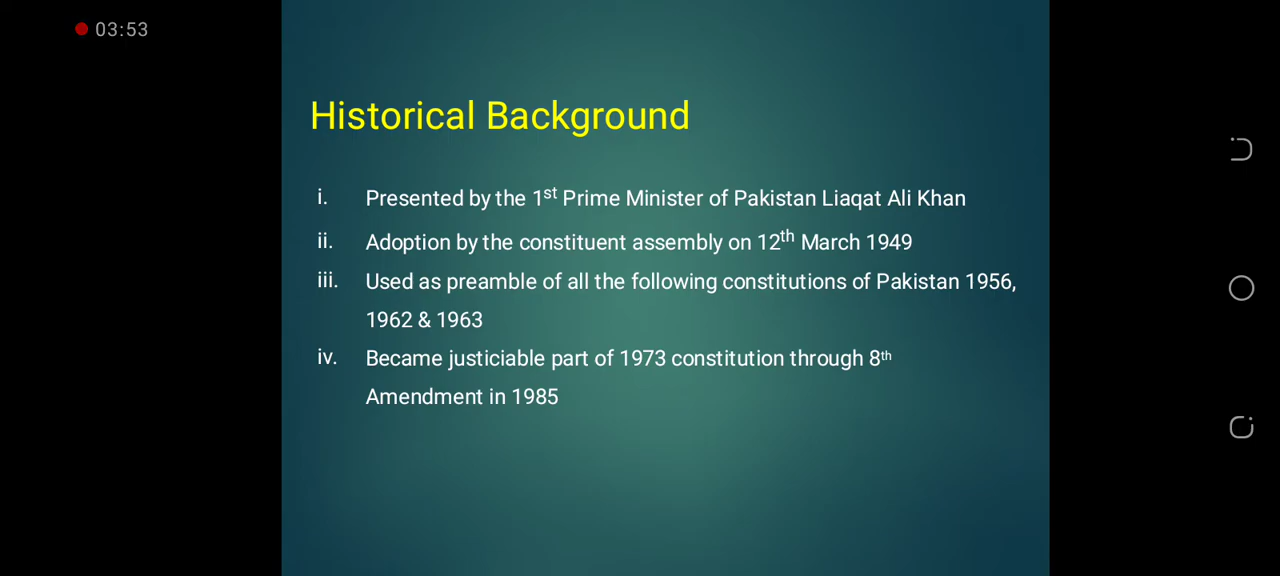 03:53
Historical Background
i. Presented by the 1st Prime Minister of Pakistan Liaqat Ali Khan
ii. Adoption by the constituent assembly on 12th March 1949
iii. Used as preamble of all the following constitutions of Pakistan 1956,
1962 & 1963
iv. Became justiciable part of 1973 constitution through 8th
Amendment in 1985